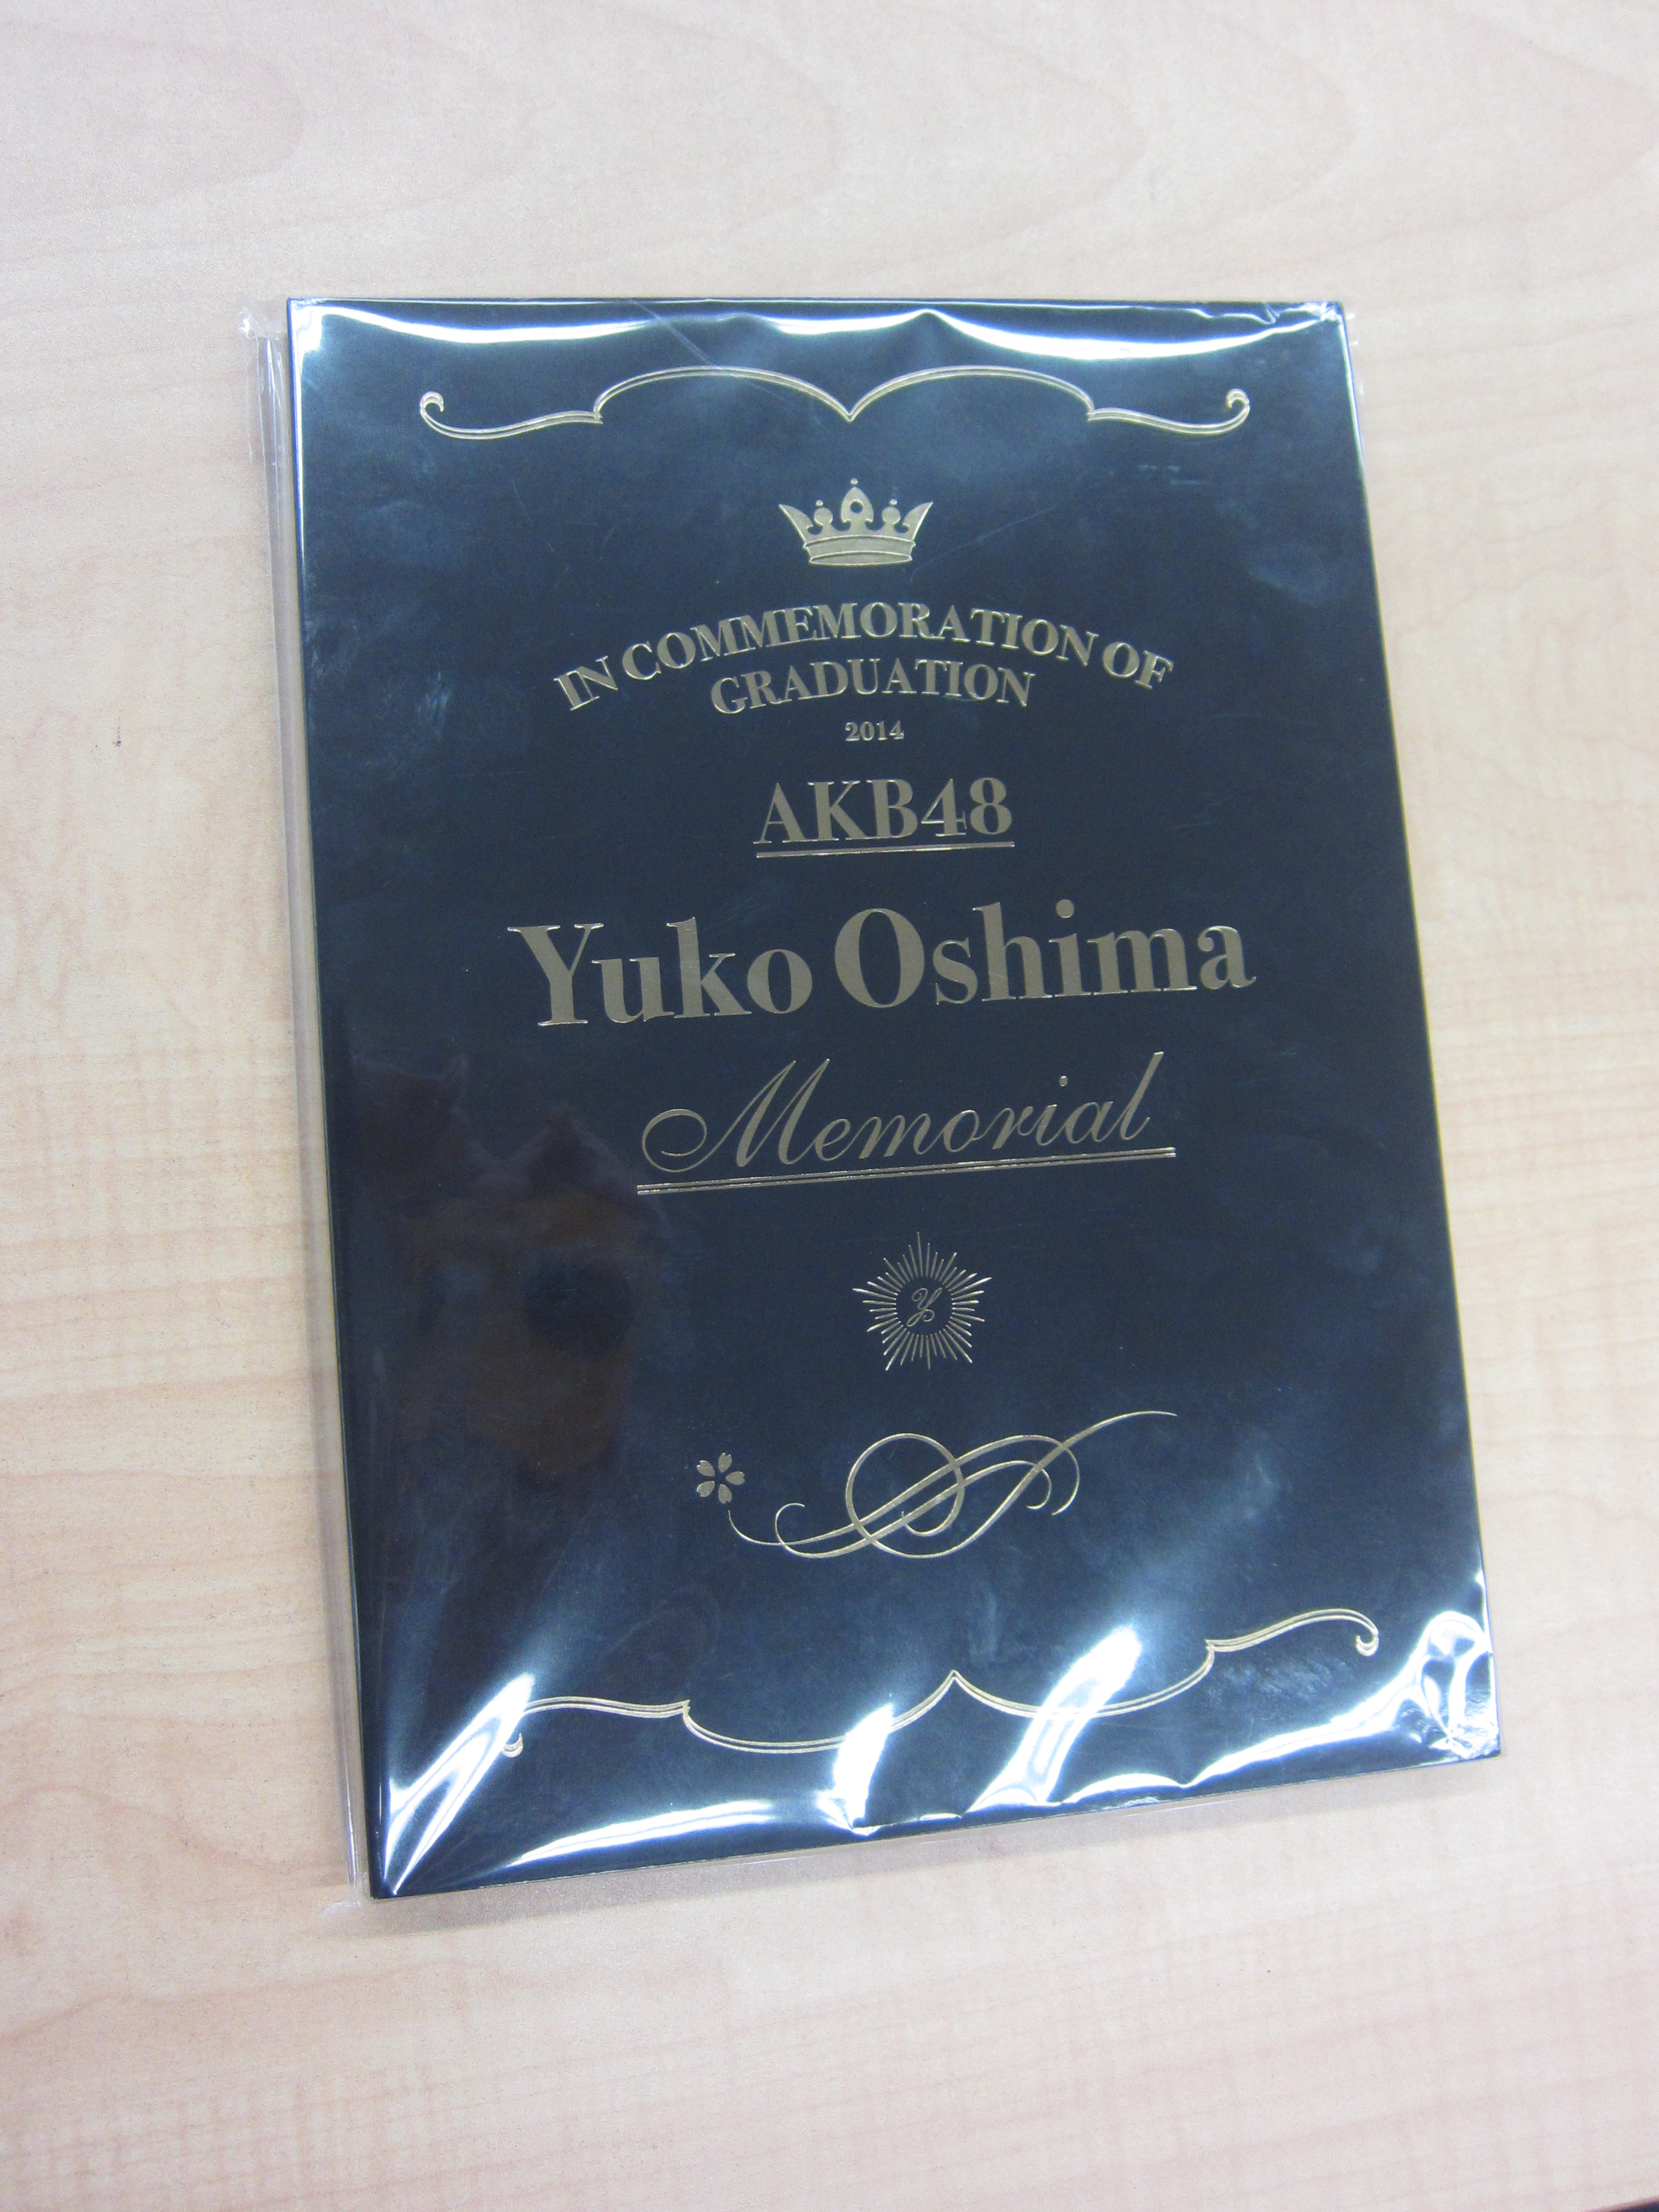 IN COMMEMORATION OF
GRADUATION
2014
AKB48
Yuko Oshima
Memorial
y